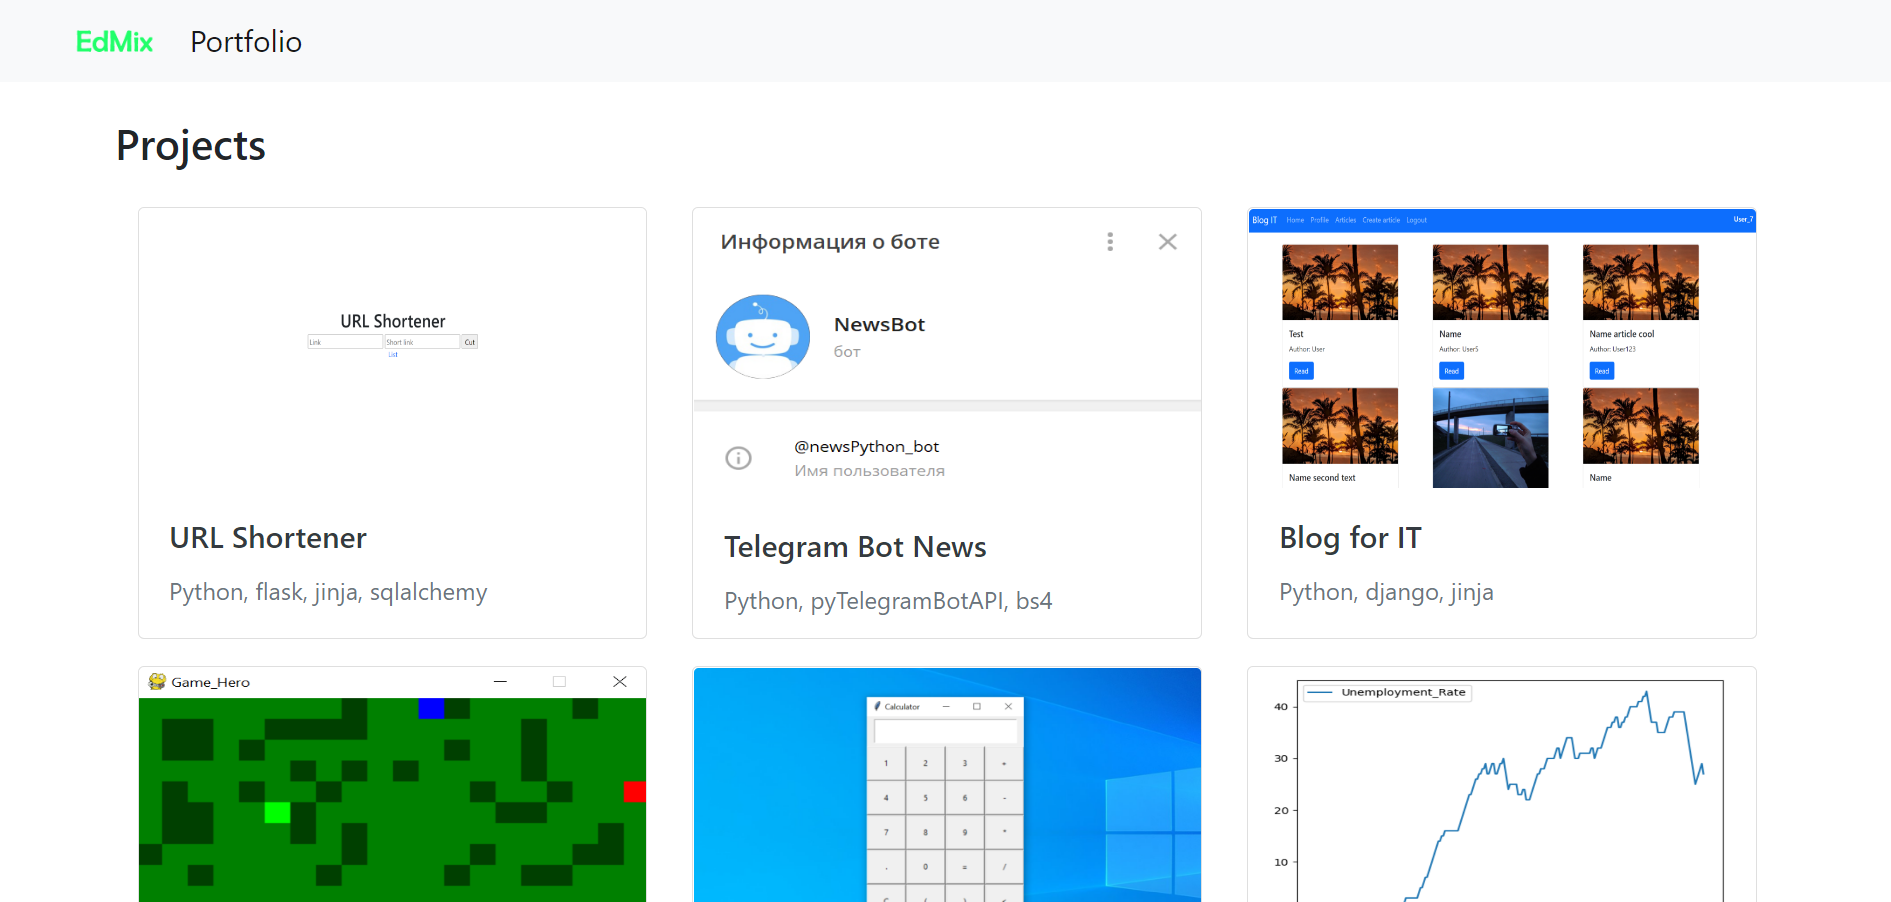 EdMix Portfolio
Projects
URL Shortener
Link Short link Cut
List
URL Shortener
Python, flask, jinja, sqlalchemy
Информация о боте
NewsBot
бот
@newsPython_bot
Имя пользователя
Telegram Bot News
Python, pyTelegramBotAPI, bs4
Blog IT Home Profile Articles Create article Logout User_7
Test
Author: User
Read
Name
Author: User5
Read
Name article cool
Author: User123
Read
Name second text
Name
Blog for IT
Python, django, jinja
Game_Hero
Calculator
1 2 3 +
4 5 6 -
7 8 9 *
. 0 = /
Unemployment_Rate
40
30
20
10